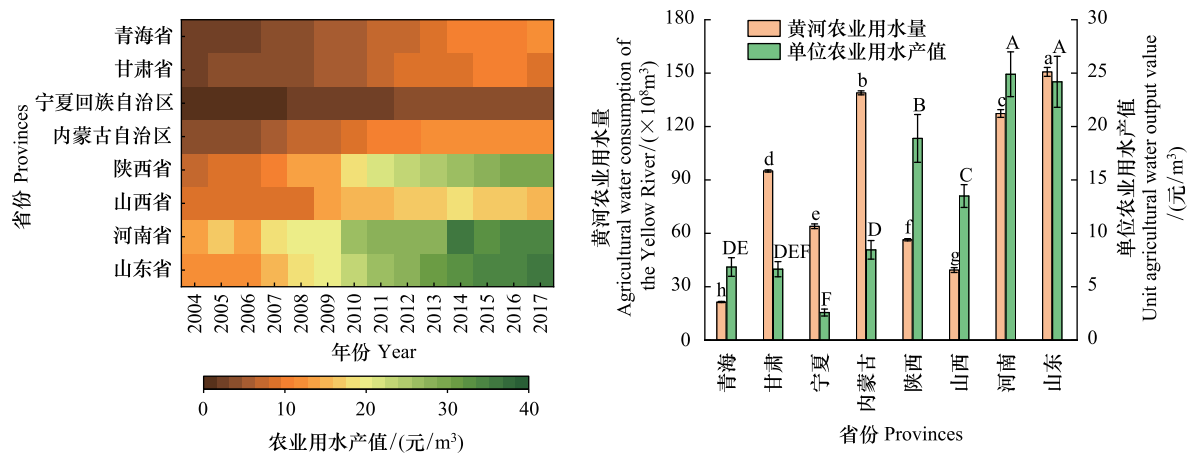 青海省
甘肃省
宁夏回族自治区
内蒙古自治区
陕西省
山西省
河南省
山东省
省份 Provinces
2004 2005 2006 2007 2008 2009 2010 2011 2012 2013 2014 2015 2016 2017
年份 Year
0 10 20 30 40
农业用水产值/(元/m³)
黄河农业用水量
Agricultural water consumption of
the Yellow River/(×10⁸m³)
180
150
120
90
60
30
0
黄河农业用水量
单位农业用水产值
h DE
d DEF
e F
b D
f B
g C
c A
a A
30
25
20
15
10
5
0
单位农业用水产值
Unit agricultural water output value
/(元/m³)
青海 甘肃 宁夏 内蒙古 陕西 山西 河南 山东
省份 Provinces